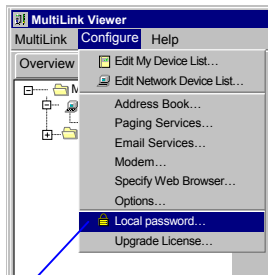 MultiLink Viewer
MultiLink Configure Help
Overview
Edit My Device List...
Edit Network Device List...
Address Book...
Paging Services...
Email Services...
Modem...
Specify Web Browser...
Options...
Local password...
Upgrade License...